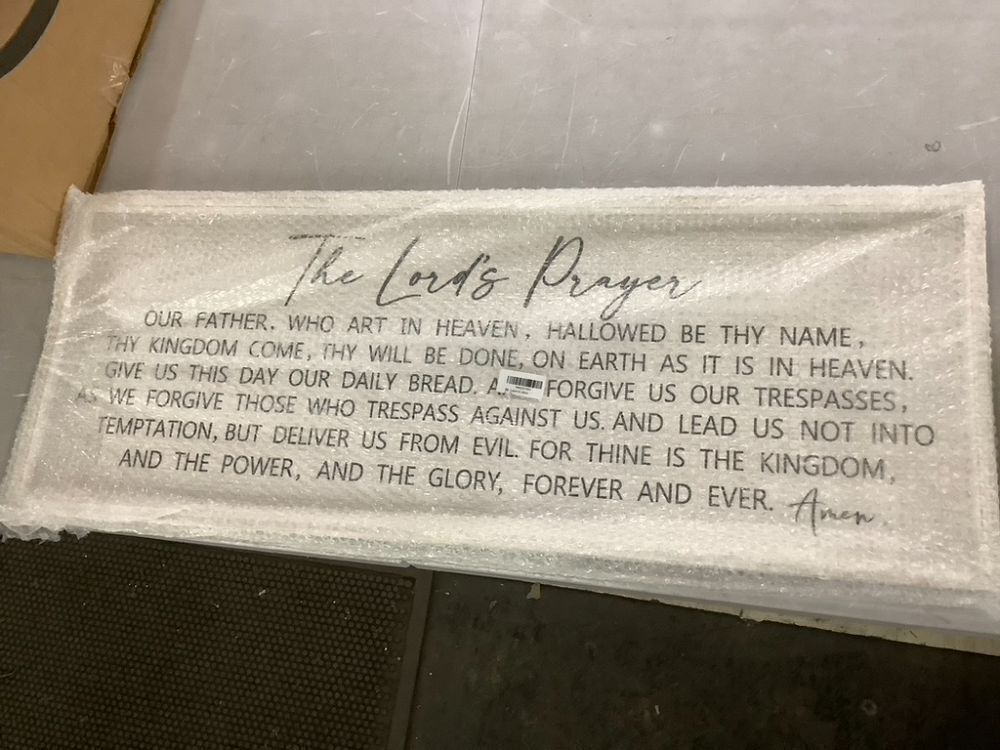 The Lord's Prayer
OUR FATHER. WHO ART IN HEAVEN, HALLOWED BE THY NAME,
THY KINGDOM COME, THY WILL BE DONE, ON EARTH AS IT IS IN HEAVEN.
GIVE US THIS DAY OUR DAILY BREAD. FORGIVE US OUR TRESPASSES,
AS WE FORGIVE THOSE WHO TRESPASS AGAINST US. AND LEAD US NOT INTO
TEMPTATION, BUT DELIVER US FROM EVIL. FOR THINE IS THE KINGDOM,
AND THE POWER, AND THE GLORY, FOREVER AND EVER. Amen